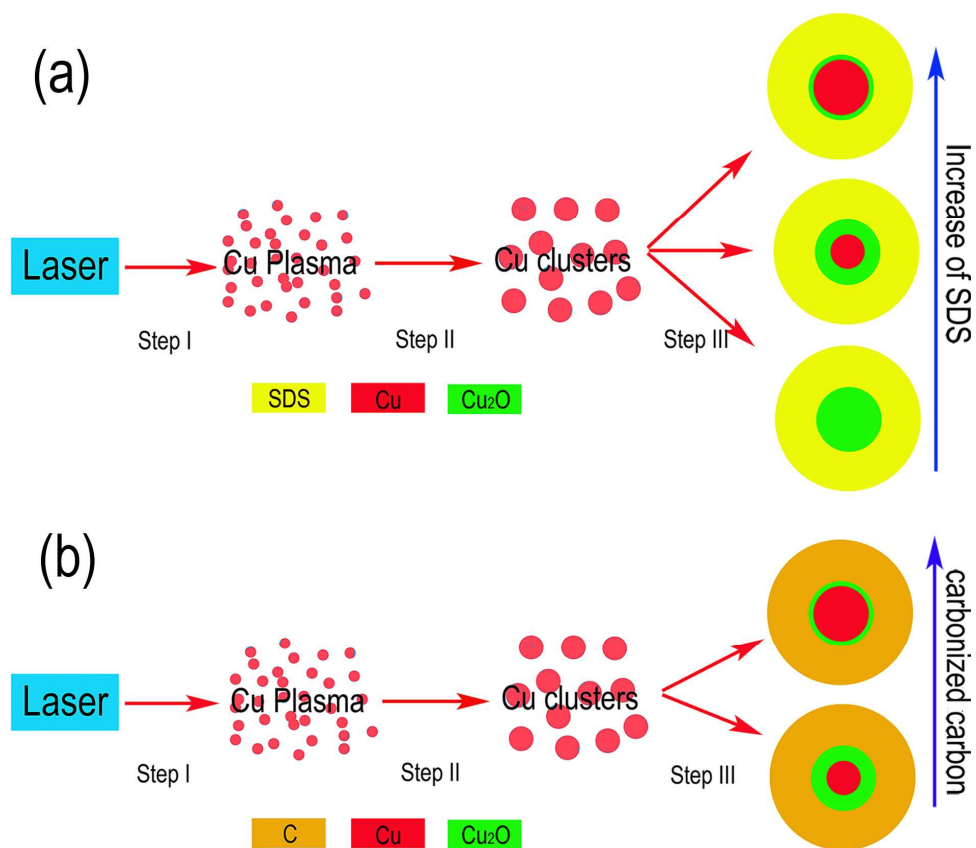 (a)
Laser
Cu Plasma
Cu clusters
Step I
Step II
Step III
SDS
Cu
Cu₂O
Increase of SDS
(b)
Laser
Cu Plasma
Cu clusters
Step I
Step II
Step III
C
Cu
Cu₂O
carbonized carbon